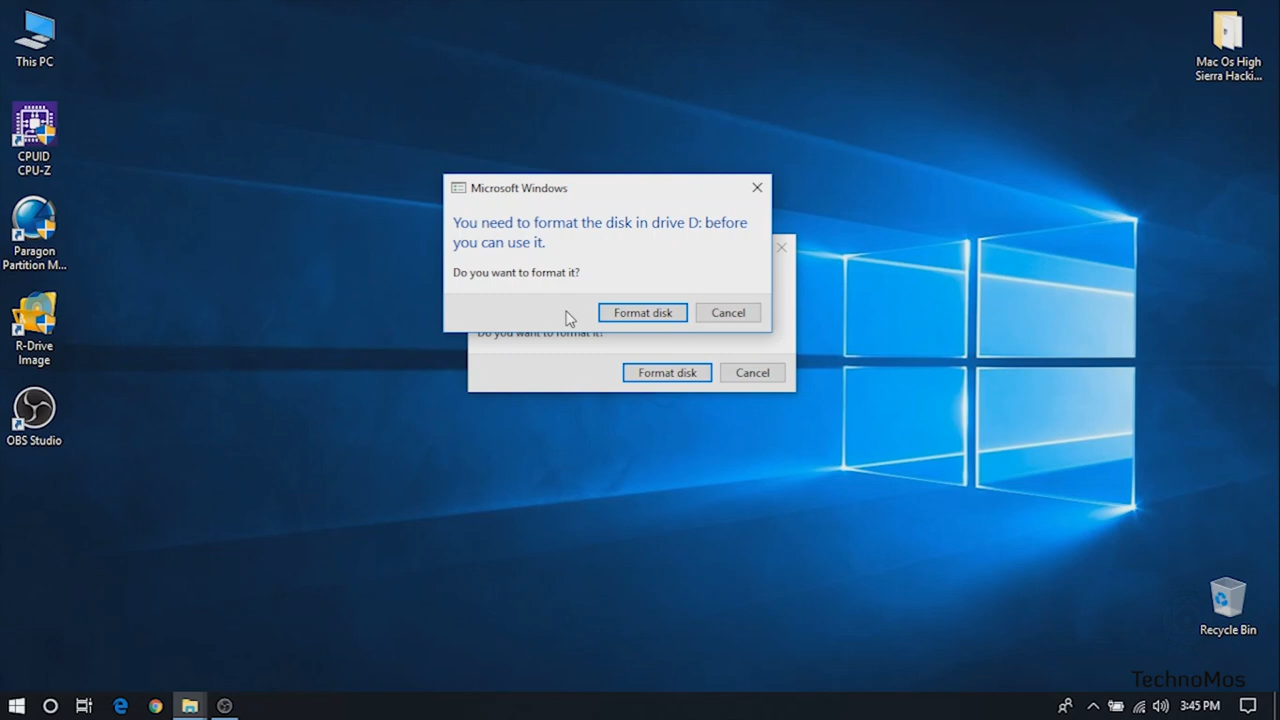 This PC
CPUID
CPU-Z
Paragon
Partition M...
R-Drive
Image
OBS Studio
Mac Os High
Sierra Hacki...
Microsoft Windows
You need to format the disk in drive D: before
you can use it.
Do you want to format it?
Format disk
Cancel
Do you want to format it?
Format disk
Cancel
Recycle Bin
TechnoMos
3:45 PM